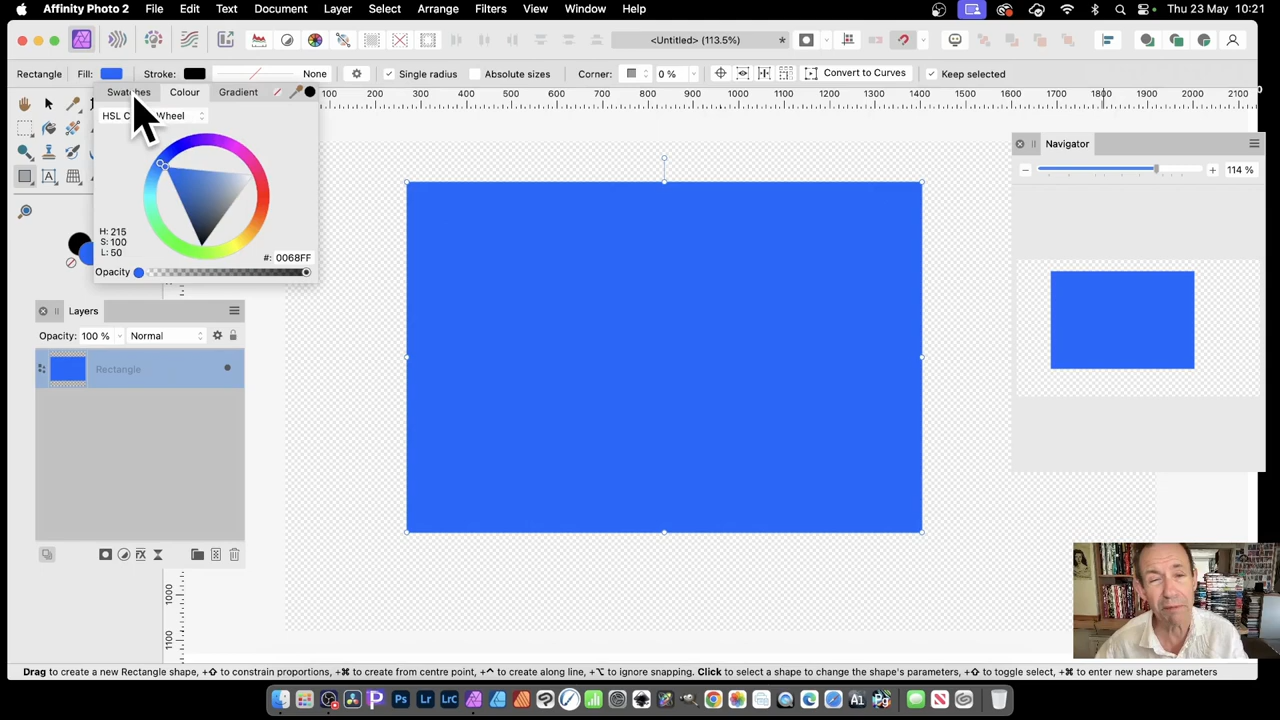 Affinity Photo 2 File Edit Text Document Layer Select Arrange Filters View Window Help Thu 23 May 10:21
<Untitled> (113.5%) *
Rectangle Fill: Stroke: None Single radius Absolute sizes Corner: 0 % Convert to Curves Keep selected
Swatches Colour Gradient
100 200 300 400 500 600 700 800 900 1000 1100 1200 1300 1400 1500 1600 1700 1800 1900 2000 2100
HSL C Wheel
Navigator
114 %
H: 215
S: 100
L: 50
#: 0068FF
Opacity
Layers
Opacity: 100 % Normal
Rectangle
1000
1100
Drag to create a new Rectangle shape, +⇧ to constrain proportions, +⌘ to create from centre point, +^ to create along line, +⌥ to ignore snapping. Click to select a shape to change the shape's parameters, +⇧ to toggle select, +⌘ to enter new shape parameters
Ps Lr LrC